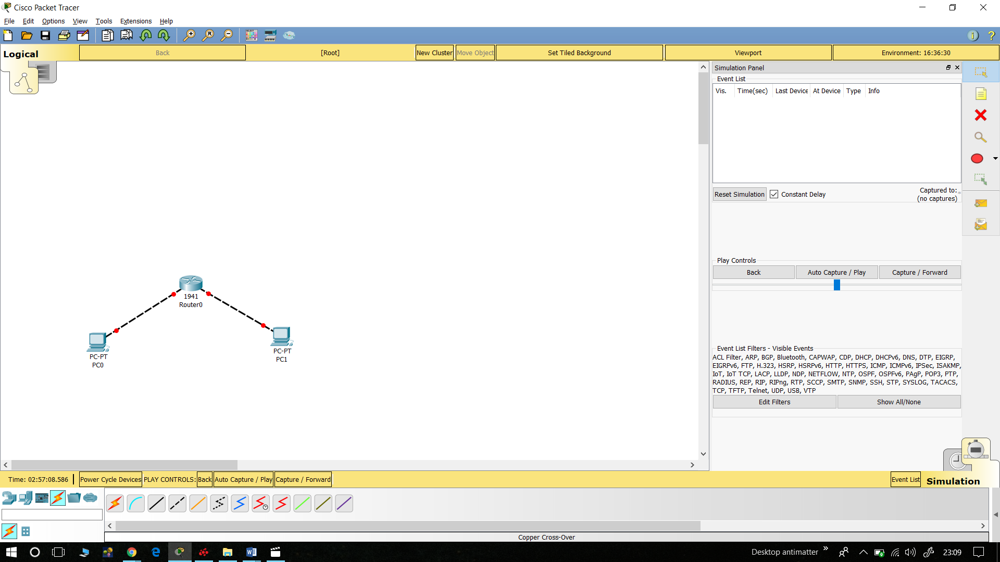 Cisco Packet Tracer
File Edit Options View Tools Extensions Help
Logical Back [Root] New Cluster Move Object Set Tiled Background Viewport Environment: 16:36:30
Simulation Panel
Event List
Vis. Time(sec) Last Device At Device Type Info
Reset Simulation Constant Delay Captured to:
(no captures)
Play Controls
Back Auto Capture / Play Capture / Forward
1941
Router0
PC-PT
PC0
PC-PT
PC1
Event List Filters - Visible Events
ACL Filter, ARP, BGP, Bluetooth, CAPWAP, CDP, DHCP, DHCPv6, DNS, DTP, EIGRP,
EIGRPv6, FTP, H.323, HSRP, HSRPv6, HTTP, HTTPS, ICMP, ICMPv6, IPSec, ISAKMP,
IoT, IoT TCP, LACP, LLDP, NDP, NETFLOW, NTP, OSPF, OSPFv6, PAgP, POP3, PTP,
RADIUS, REP, RIP, RIPng, RTP, SCCP, SMTP, SNMP, SSH, STP, SYSLOG, TACACS,
TCP, TFTP, Telnet, UDP, USB, VTP
Edit Filters Show All/None
Time: 02:57:08.586 Power Cycle Devices PLAY CONTROLS: Back Auto Capture / Play Capture / Forward Event List Simulation
Copper Cross-Over
Desktop antimatter 23:09